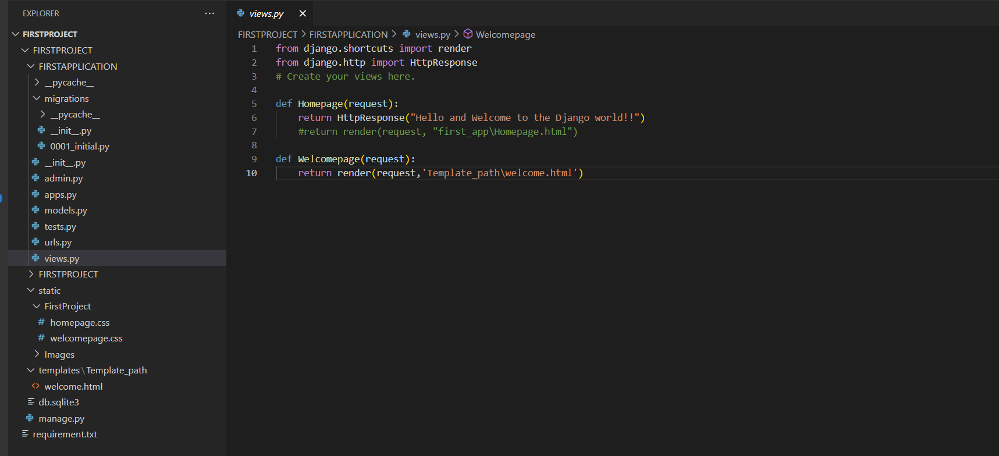 EXPLORER ...
FIRSTPROJECT
FIRSTPROJECT
FIRSTAPPLICATION
__pycache__
migrations
__pycache__
__init__.py
0001_initial.py
__init__.py
admin.py
apps.py
models.py
tests.py
urls.py
views.py
FIRSTPROJECT
static
FirstProject
# homepage.css
# welcomepage.css
Images
templates\Template_path
<> welcome.html
db.sqlite3
manage.py
requirement.txt
views.py
FIRSTPROJECT > FIRSTAPPLICATION > views.py > Welcomepage
1 from django.shortcuts import render
2 from django.http import HttpResponse
3 # Create your views here.
4
5 def Homepage(request):
6 return HttpResponse("Hello and Welcome to the Django world!!")
7 #return render(request, "first_app\Homepage.html")
8
9 def Welcomepage(request):
10 return render(request,'Template_path\welcome.html')